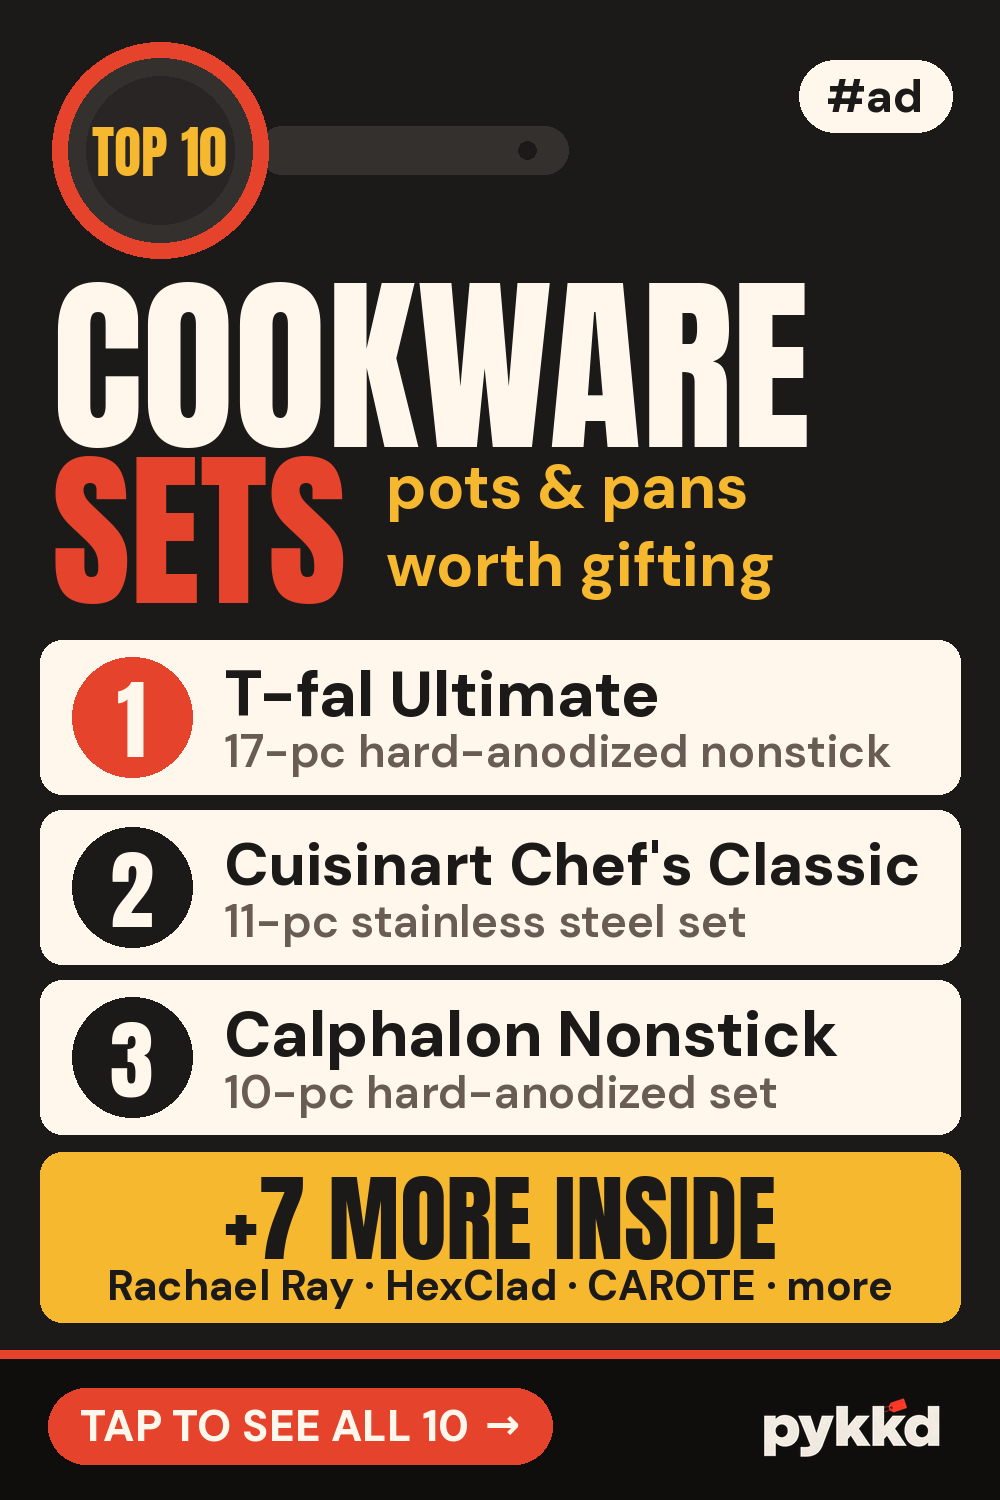 TOP 10
#ad
COOKWARE
SETS
pots & pans
worth gifting
1
T-fal Ultimate
17-pc hard-anodized nonstick
2
Cuisinart Chef's Classic
11-pc stainless steel set
3
Calphalon Nonstick
10-pc hard-anodized set
+7 MORE INSIDE
Rachael Ray · HexClad · CAROTE · more
TAP TO SEE ALL 10 →
pykkd